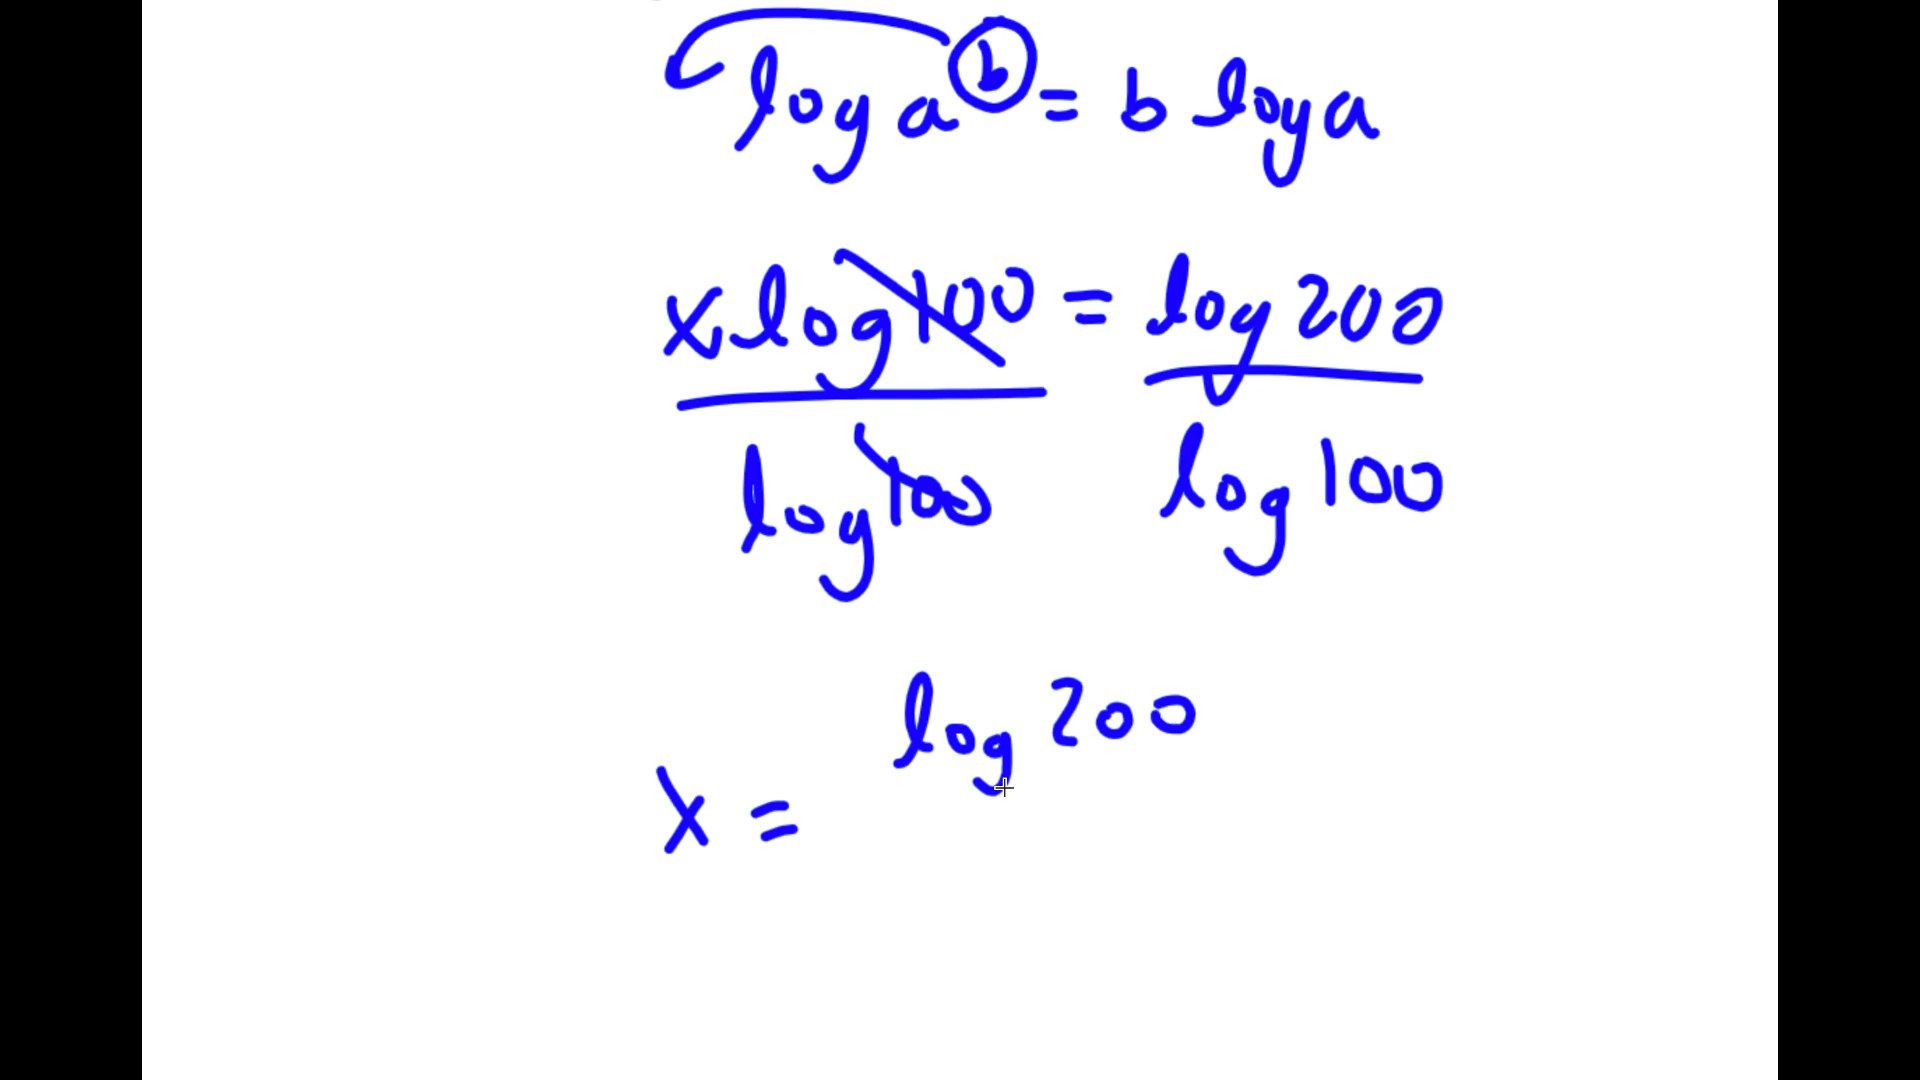 log a^b = b log a
x log 100 = log 200
log 100 log 100
log 200
x =